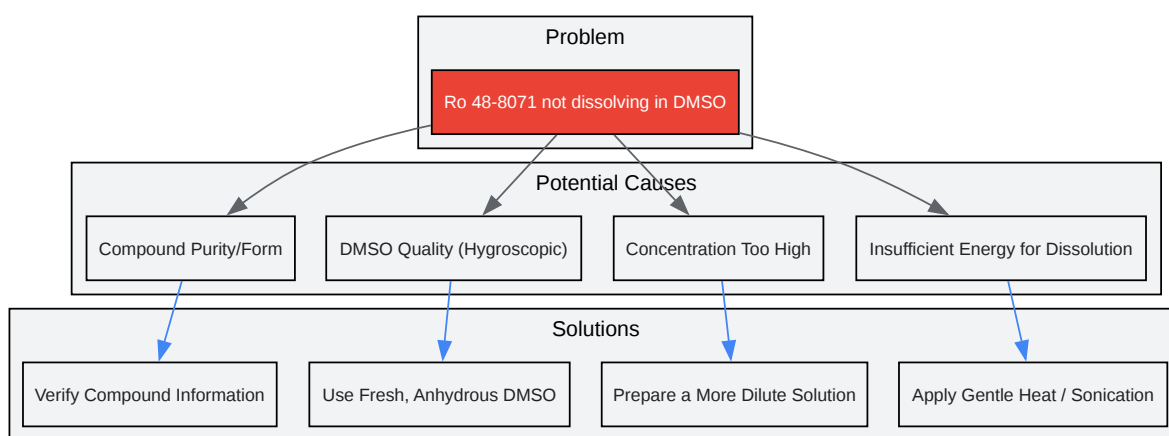 Problem
Ro 48-8071 not dissolving in DMSO
Potential Causes
Compound Purity/Form
DMSO Quality (Hygroscopic)
Concentration Too High
Insufficient Energy for Dissolution
Solutions
Verify Compound Information
Use Fresh, Anhydrous DMSO
Prepare a More Dilute Solution
Apply Gentle Heat / Sonication